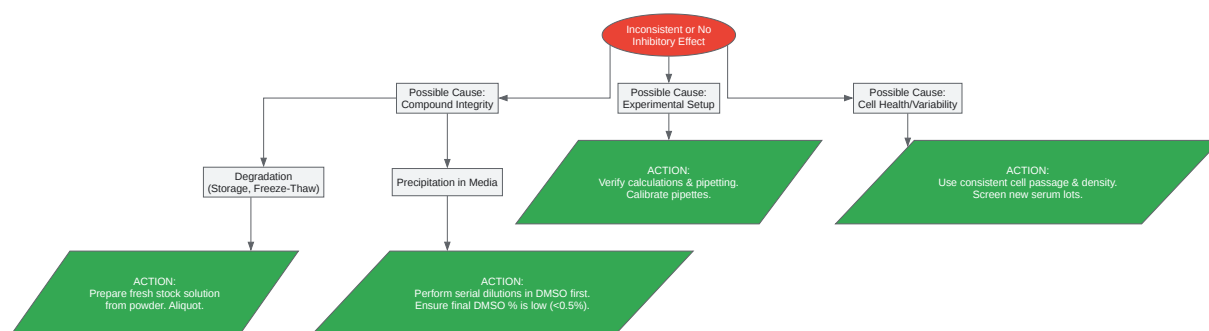 Inconsistent or No
Inhibitory Effect
Possible Cause:
Compound Integrity
Possible Cause:
Experimental Setup
Possible Cause:
Cell Health/Variability
Degradation
(Storage, Freeze-Thaw)
Precipitation in Media
ACTION:
Verify calculations & pipetting.
Calibrate pipettes.
ACTION:
Use consistent cell passage & density.
Screen new serum lots.
ACTION:
Prepare fresh stock solution
from powder. Aliquot.
ACTION:
Perform serial dilutions in DMSO first.
Ensure final DMSO % is low (<0.5%).